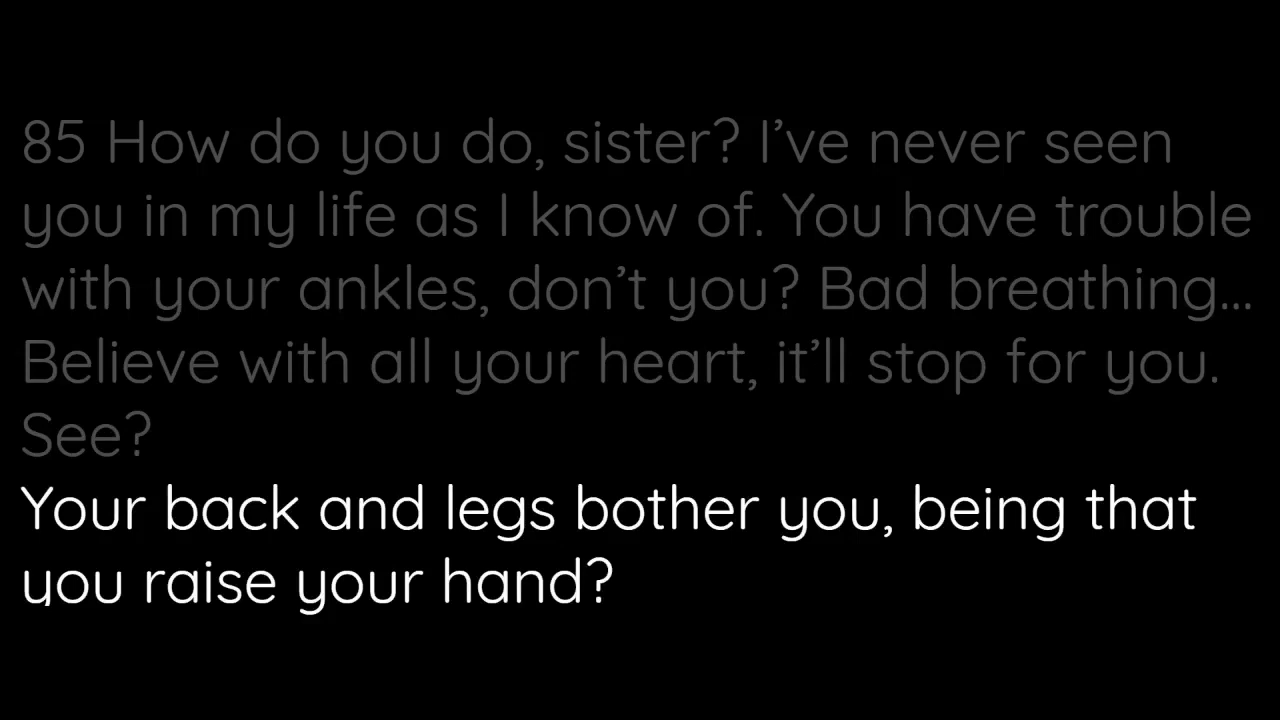 85 How do you do, sister? I’ve never seen
you in my life as I know of. You have trouble
with your ankles, don’t you? Bad breathing...
Believe with all your heart, it’ll stop for you.
See?
Your back and legs bother you, being that
you raise your hand?